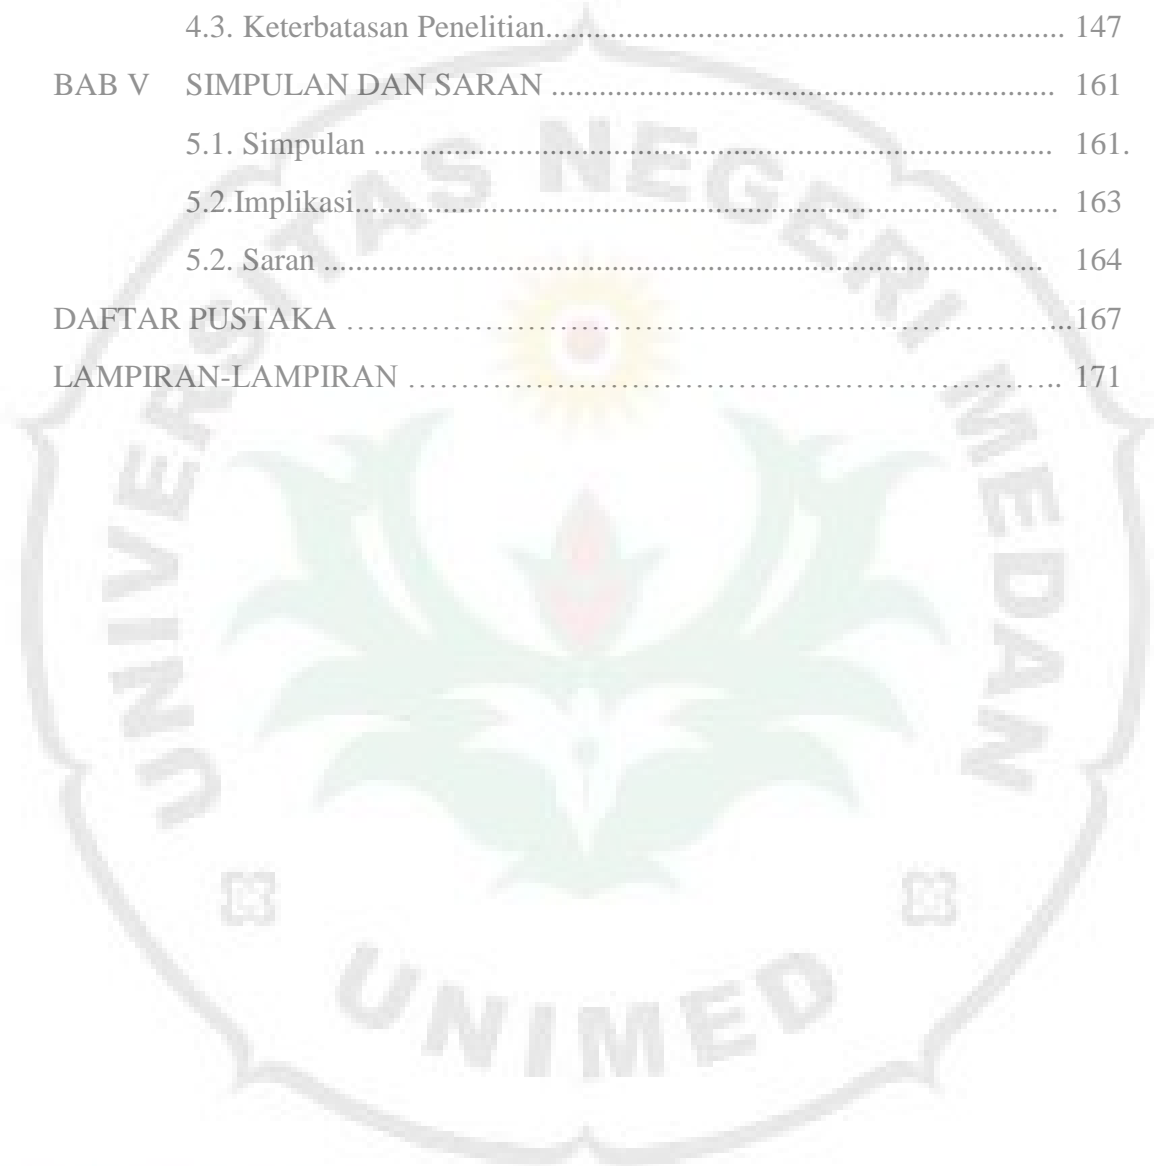 4.3. Keterbatasan Penelitian................................................................. 147
BAB V SIMPULAN DAN SARAN ............................................................... 161
5.1. Simpulan ..................................................................................... 161.
5.2.Implikasi........................................................................................ 163
5.2. Saran .......................................................................................... 164
DAFTAR PUSTAKA ………………………………………………………...167
LAMPIRAN-LAMPIRAN …………………………………………………….. 171
UNIVERSITAS NEGERI MEDAN
UNIMED